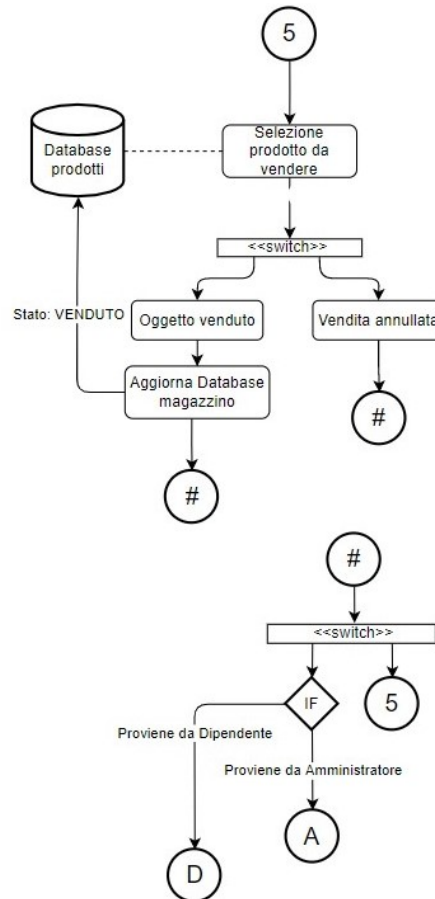 5
Selezione
prodotto da
vendere
Database
prodotti
<<switch>>
Stato: VENDUTO
Oggetto venduto
Vendita annullata
Aggiorna Database
magazzino
#
#
#
<<switch>>
IF
5
Proviene da Dipendente
Proviene da Amministratore
A
D